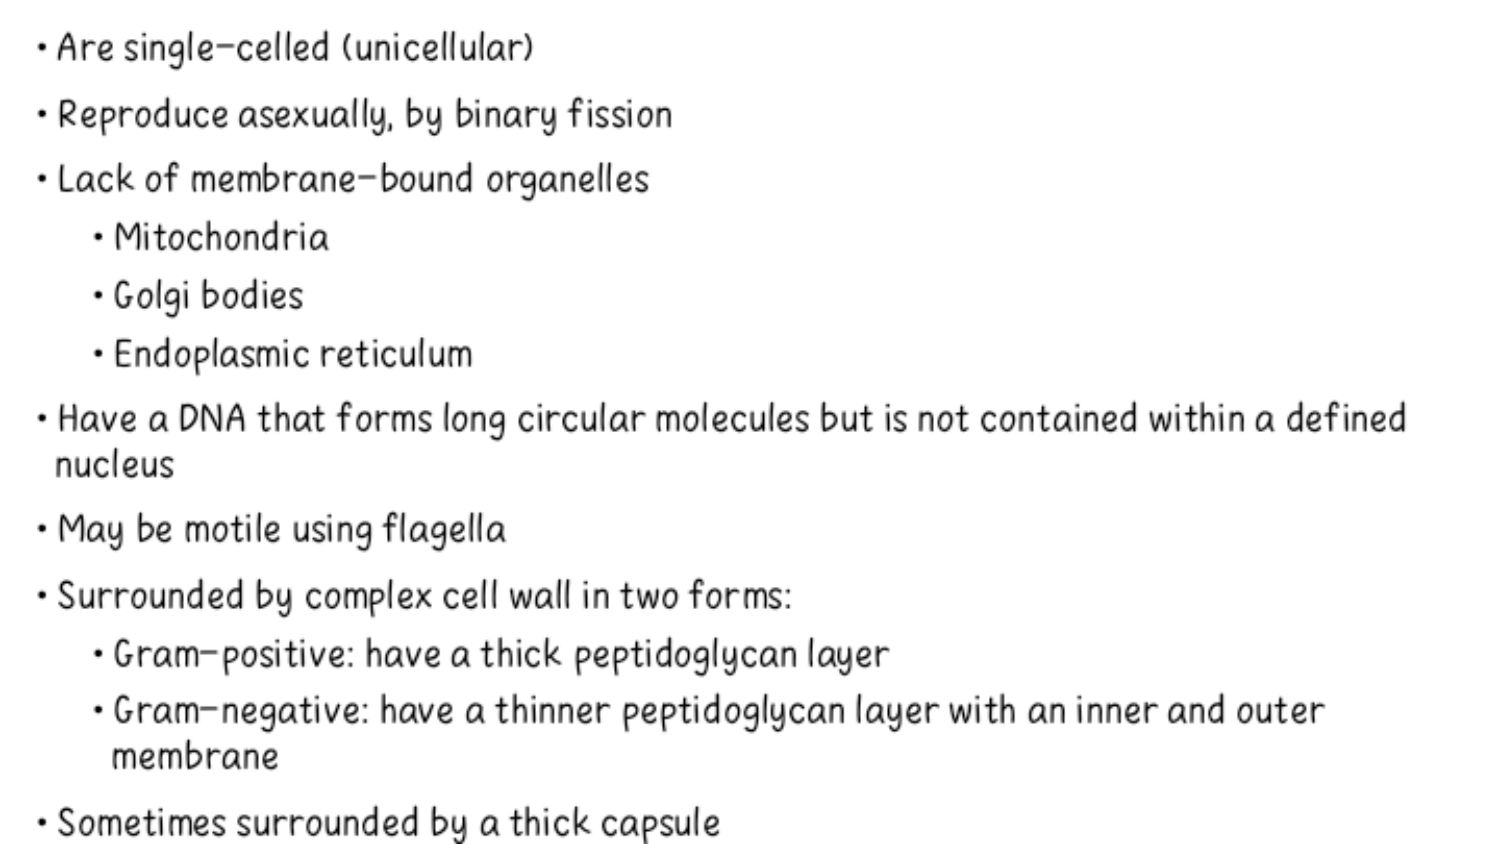 • Are single-celled (unicellular)
• Reproduce asexually, by binary fission
• Lack of membrane-bound organelles
• Mitochondria
• Golgi bodies
• Endoplasmic reticulum
• Have a DNA that forms long circular molecules but is not contained within a defined
nucleus
• May be motile using flagella
• Surrounded by complex cell wall in two forms:
• Gram-positive: have a thick peptidoglycan layer
• Gram-negative: have a thinner peptidoglycan layer with an inner and outer
membrane
• Sometimes surrounded by a thick capsule